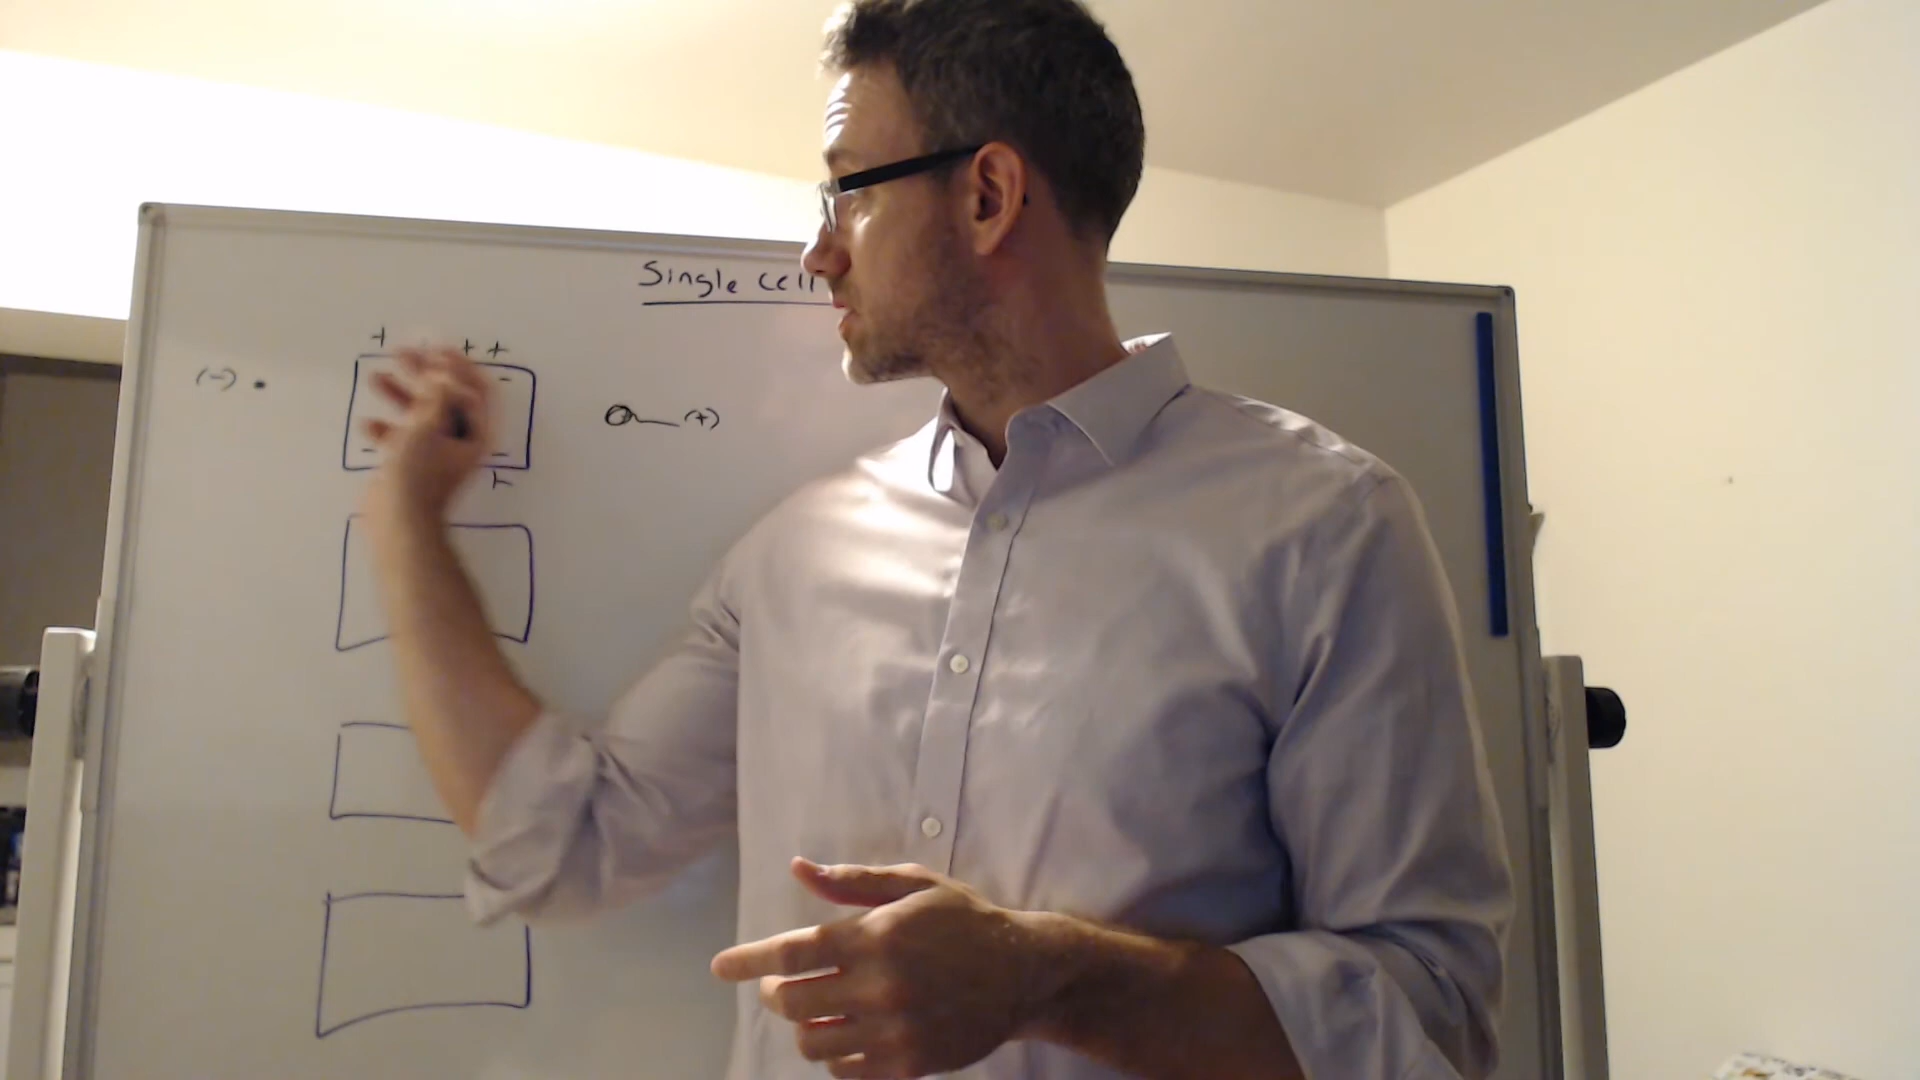 Single cell
+ + +
(-) -
(+)
- -
+